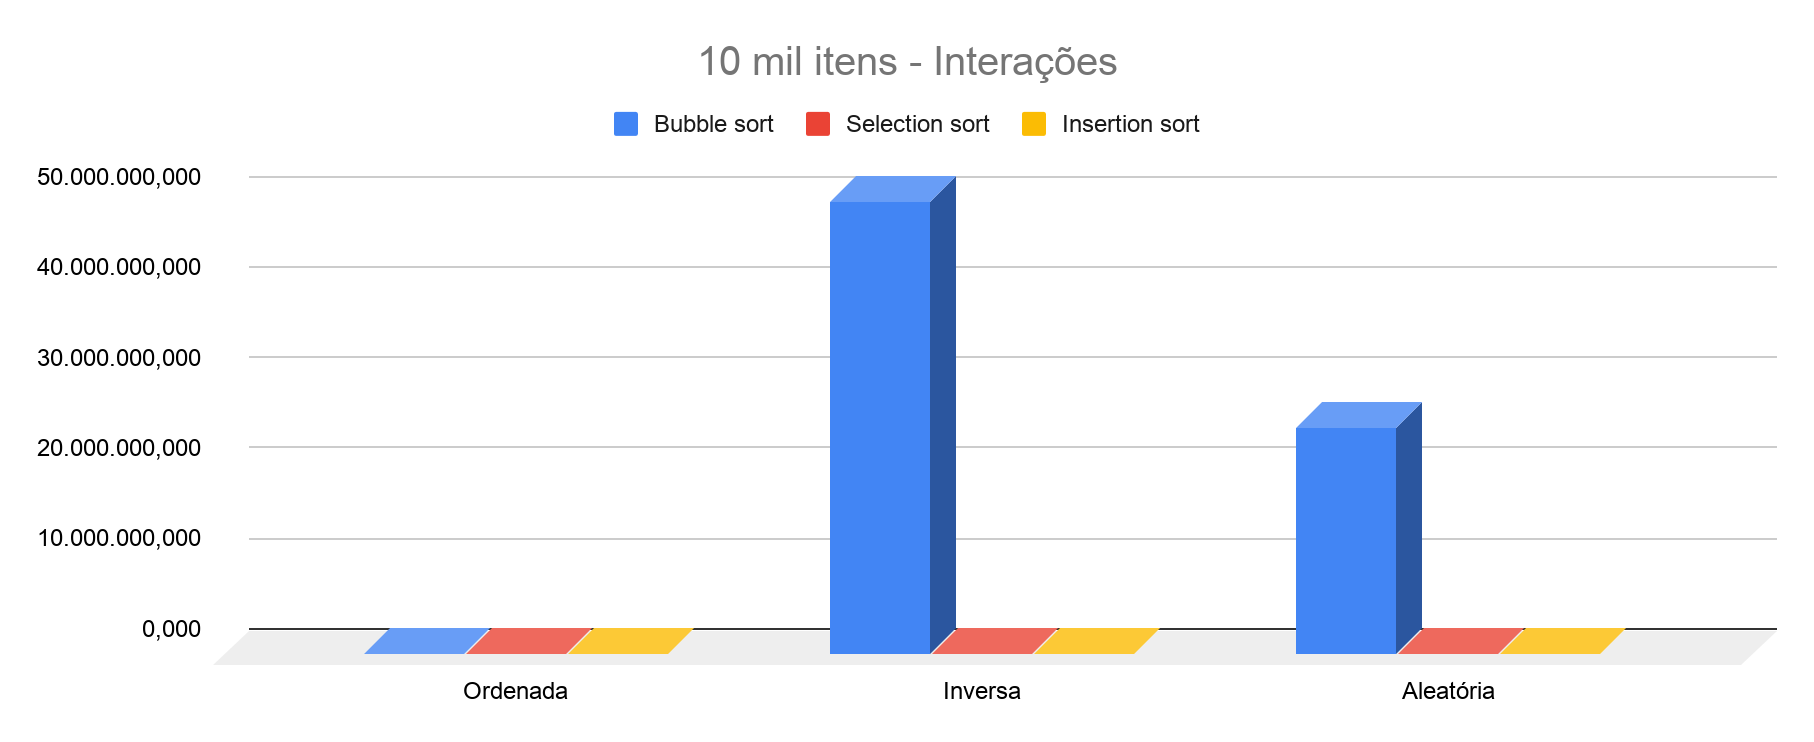 10 mil itens - Interações
Bubble sort Selection sort Insertion sort
50.000.000,000
40.000.000,000
30.000.000,000
20.000.000,000
10.000.000,000
0,000
Ordenada Inversa Aleatória